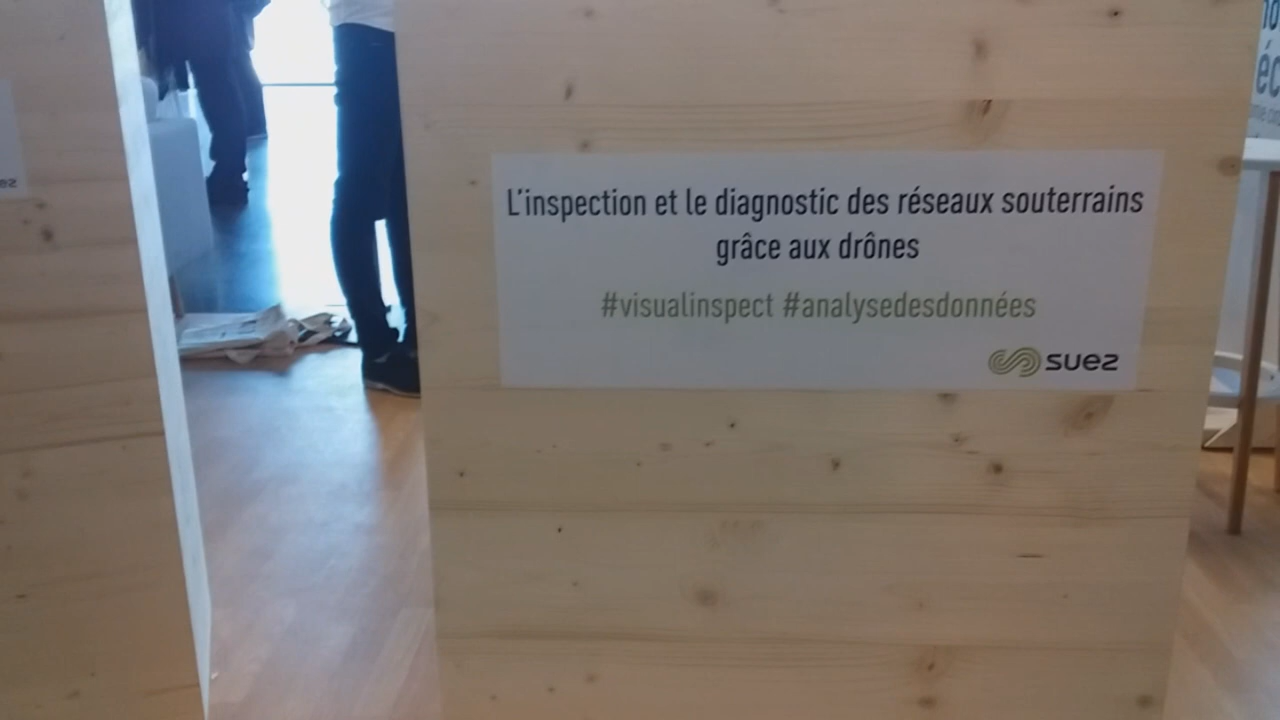 L'inspection et le diagnostic des réseaux souterrains
grâce aux drônes
#visualinspect #analysedesdonnées
suez